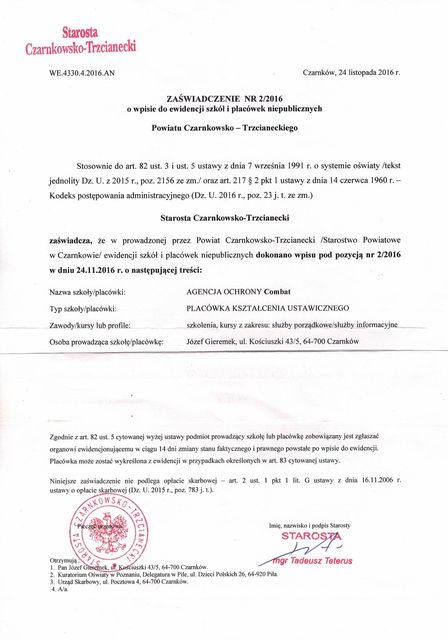 Starosta
Czarnkowsko-Trzcianecki
WE.4330.4.2016.AN Czarnków, 24 listopada 2016 r.
ZAŚWIADCZENIE NR 2/2016
o wpisie do ewidencji szkół i placówek niepublicznych
Powiatu Czarnkowsko – Trzcianeckiego
Stosownie do art. 82 ust. 3 i ust. 5 ustawy z dnia 7 września 1991 r. o systemie oświaty /tekst
jednolity Dz. U. z 2015 r., poz. 2156 ze zm./ oraz art. 217 § 2 pkt 1 ustawy z dnia 14 czerwca 1960 r. –
Kodeks postępowania administracyjnego (Dz. U. 2016 r., poz. 23 j. t. ze zm.)
Starosta Czarnkowsko-Trzcianecki
zaświadcza, że w prowadzonej przez Powiat Czarnkowsko-Trzcianecki /Starostwo Powiatowe
w Czarnkowie/ ewidencji szkół i placówek niepublicznych dokonano wpisu pod pozycją nr 2/2016
w dniu 24.11.2016 r. o następującej treści:
Nazwa szkoły/placówki: AGENCJA OCHRONY Combat
Typ szkoły/placówki: PLACÓWKA KSZTAŁCENIA USTAWICZNEGO
Zawody/kursy lub profile: szkolenia, kursy z zakresu: służby porządkowe/służby informacyjne
Osoba prowadząca szkołę/placówkę: Józef Gieremek, ul. Kościuszki 43/5, 64-700 Czarnków
Zgodnie z art. 82 ust. 5 cytowanej wyżej ustawy podmiot prowadzący szkołę lub placówkę zobowiązany jest zgłaszać
organowi ewidencjonującemu w ciągu 14 dni zmiany stanu faktycznego i prawnego powstałe po wpisie do ewidencji.
Placówka może zostać wykreślona z ewidencji w przypadkach określonych w art. 83 cytowanej ustawy.
Niniejsze zaświadczenie nie podlega opłacie skarbowej – art. 2 ust. 1 pkt 1 lit. G ustawy z dnia 16.11.2006 r.
ustawy o opłacie skarbowej (Dz. U. 2015 r., poz. 783 j. t.).
STAROSTA CZARNKOWSKO-TRZCIANECKI
Pieczęć urzędowa Imię, nazwisko i podpis Starosty
STAROSTA
mgr Tadeusz Teterus
Otrzymują:
1. Pan Józef Gieremek, ul. Kościuszki 43/5, 64-700 Czarnków.
2. Kuratorium Oświaty w Poznaniu, Delegatura w Pile, ul. Dzieci Polskich 26, 64-920 Piła.
3. Urząd Skarbowy, ul. Pocztowa 4, 64-700 Czarnków.
4. A/a